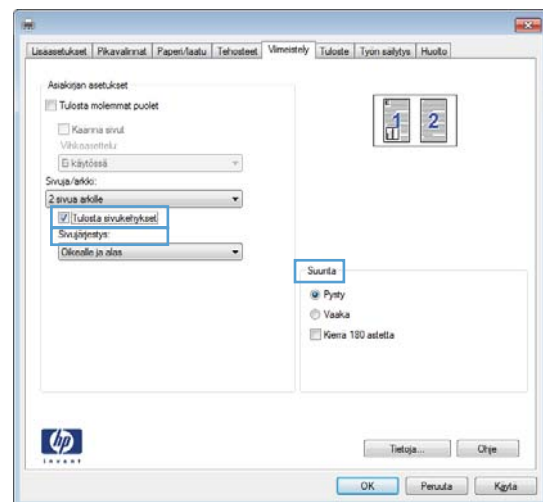 Lisäasetukset Pikavalinnat Paperi/laatu Tehosteet Viimeistely Tuloste Työn säilytys Huolto
Asiakirjan asetukset
Tulosta molemmat puolet
Käännä sivut
Vihkoasettelu:
Ei käytössä
Sivuja/arkki:
2 sivua arkille
Tulosta sivukehykset
Sivujärjestys:
Oikealle ja alas
1 2
Suunta
Pysty
Vaaka
Kierrä 180 astetta
hp
invent
Tietoja... Ohje
OK Peruuta Käytä